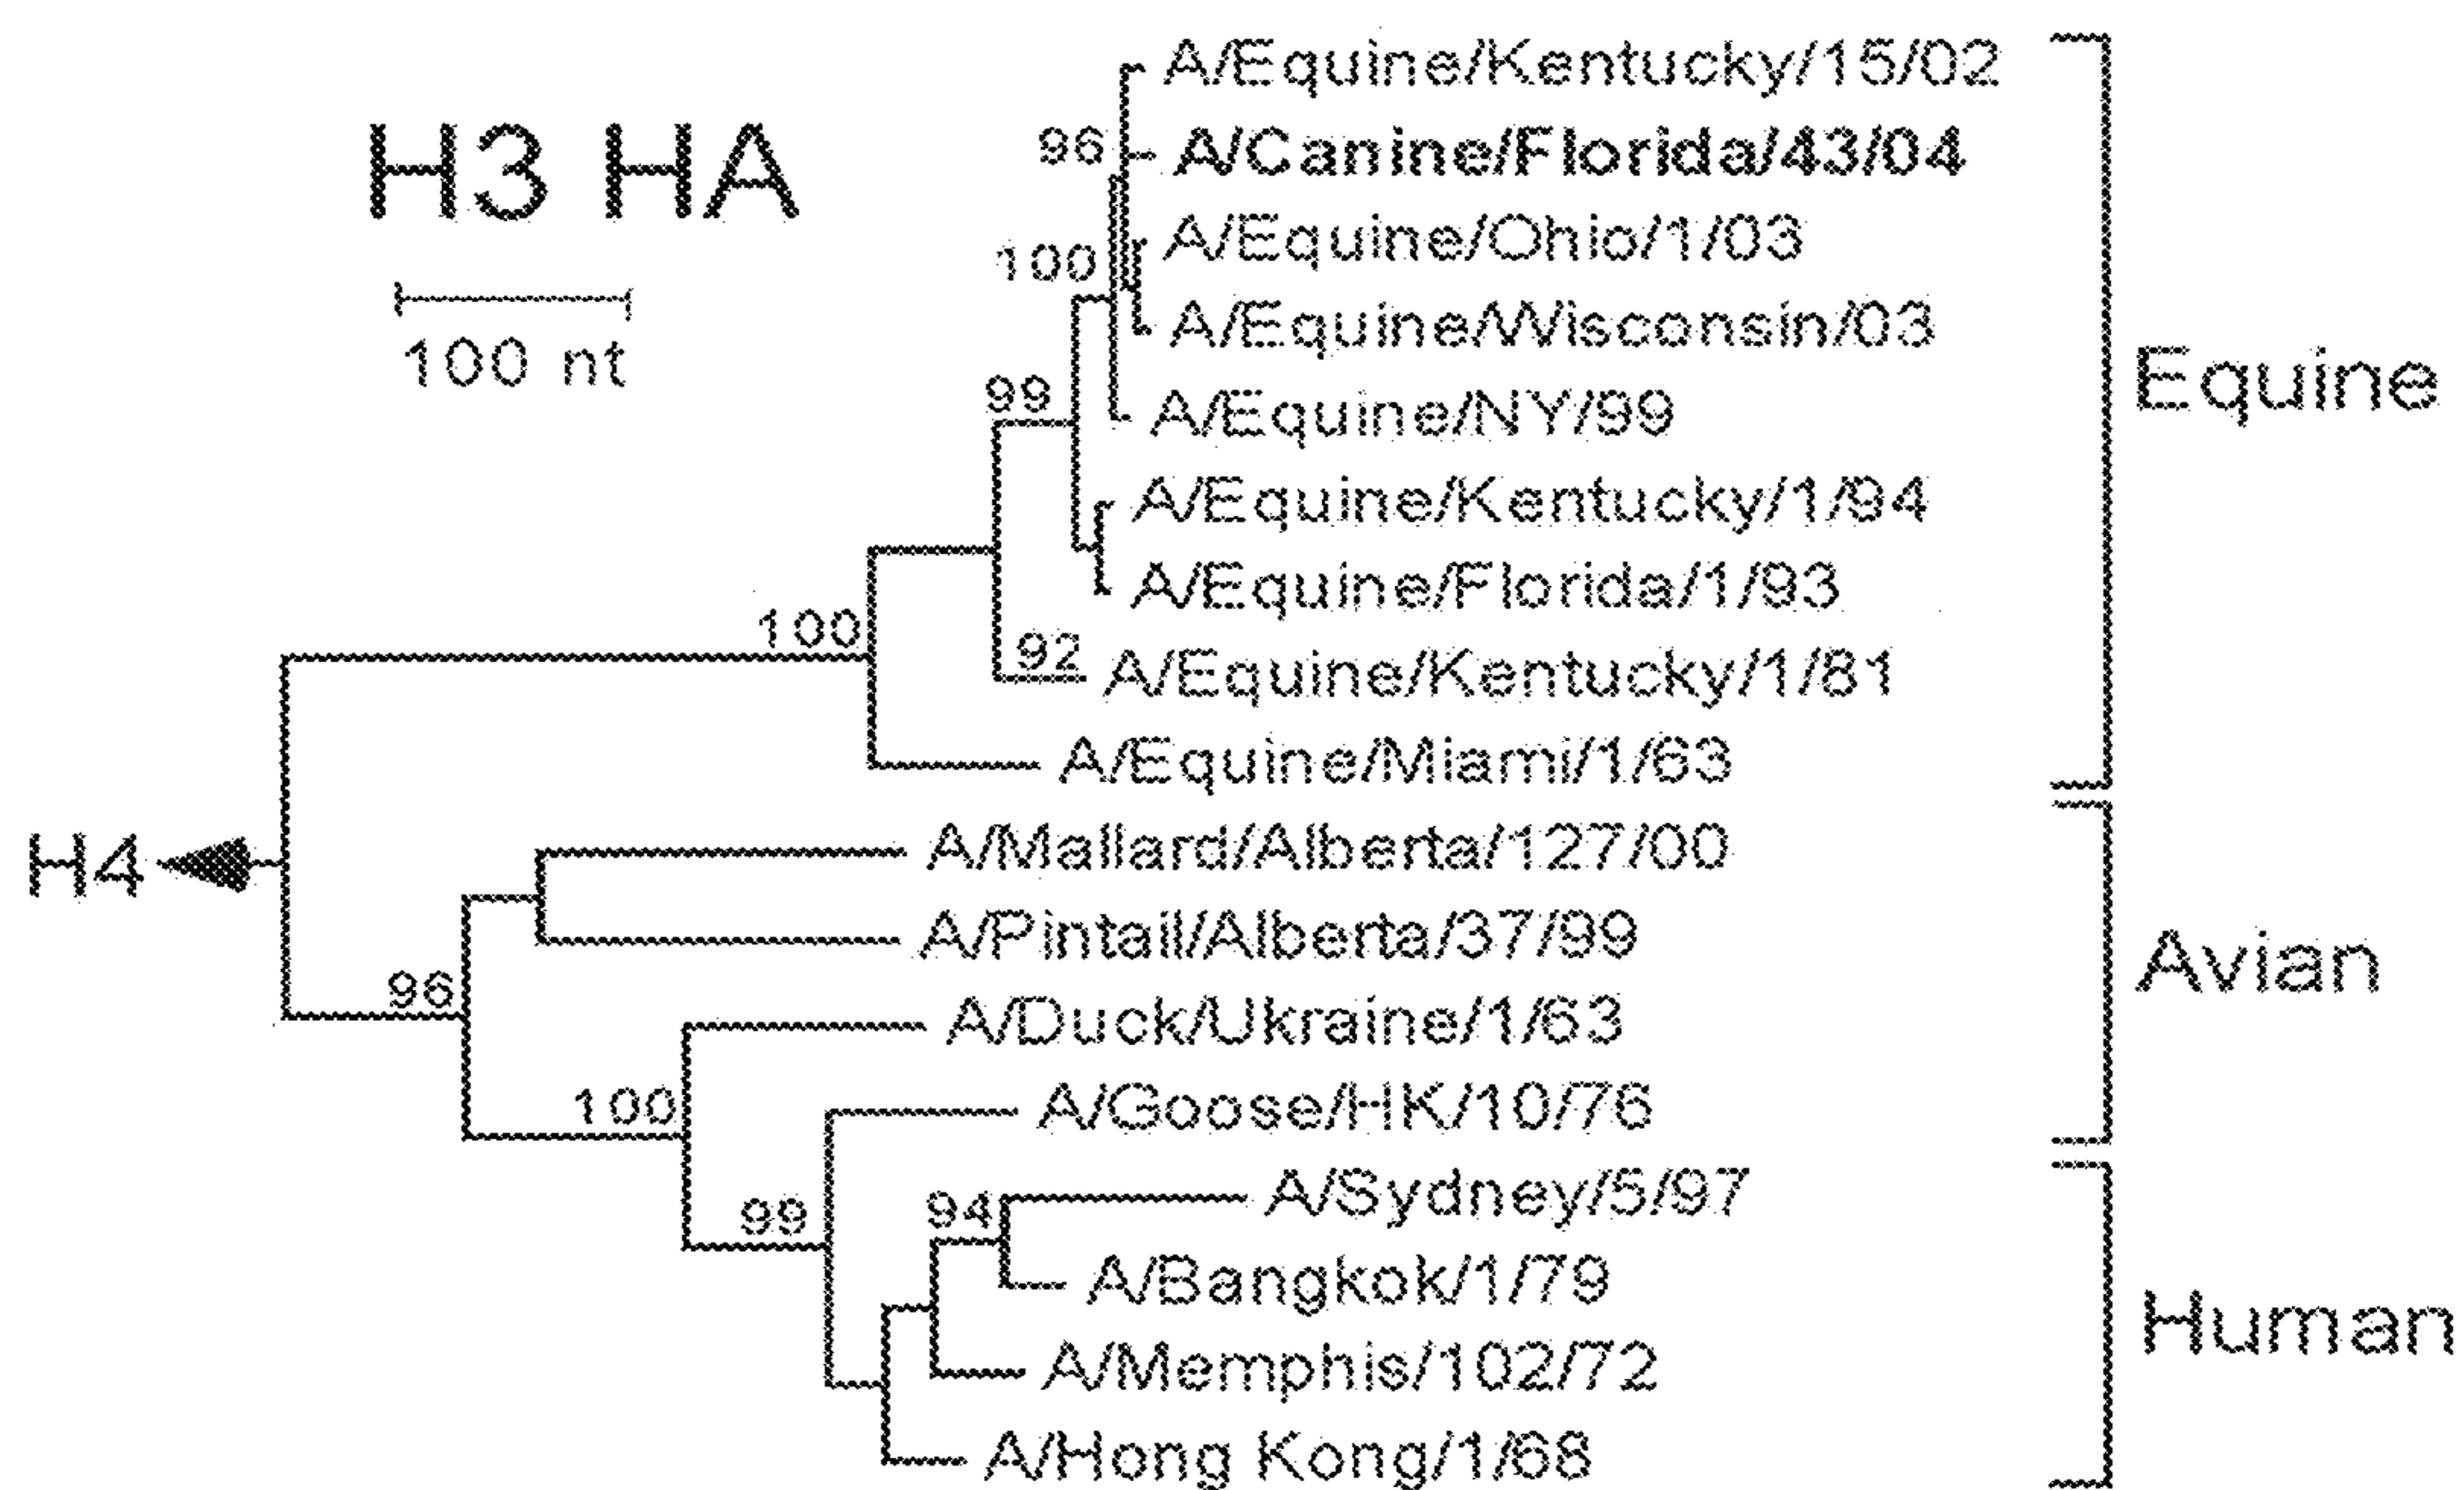 H3 HA
100 nt
A/Equine/Kentucky/15/02
96
A/Canine/Florida/43/04
A/Equine/Ohio/1/03
100
A/Equine/Wisconsin/03
99
A/Equine/NY/99
Equine
A/Equine/Kentucky/1/94
A/Equine/Florida/1/93
100
92
A/Equine/Kentucky/1/81
A/Equine/Miami/1/63
H4
A/Mallard/Alberta/127/00
A/Pintail/Alberta/37/99
Avian
96
A/Duck/Ukraine/1/63
100
A/Goose/HK/10/76
99
94
A/Sydney/5/97
A/Bangkok/1/79
Human
A/Memphis/102/72
A/Hong Kong/1/68